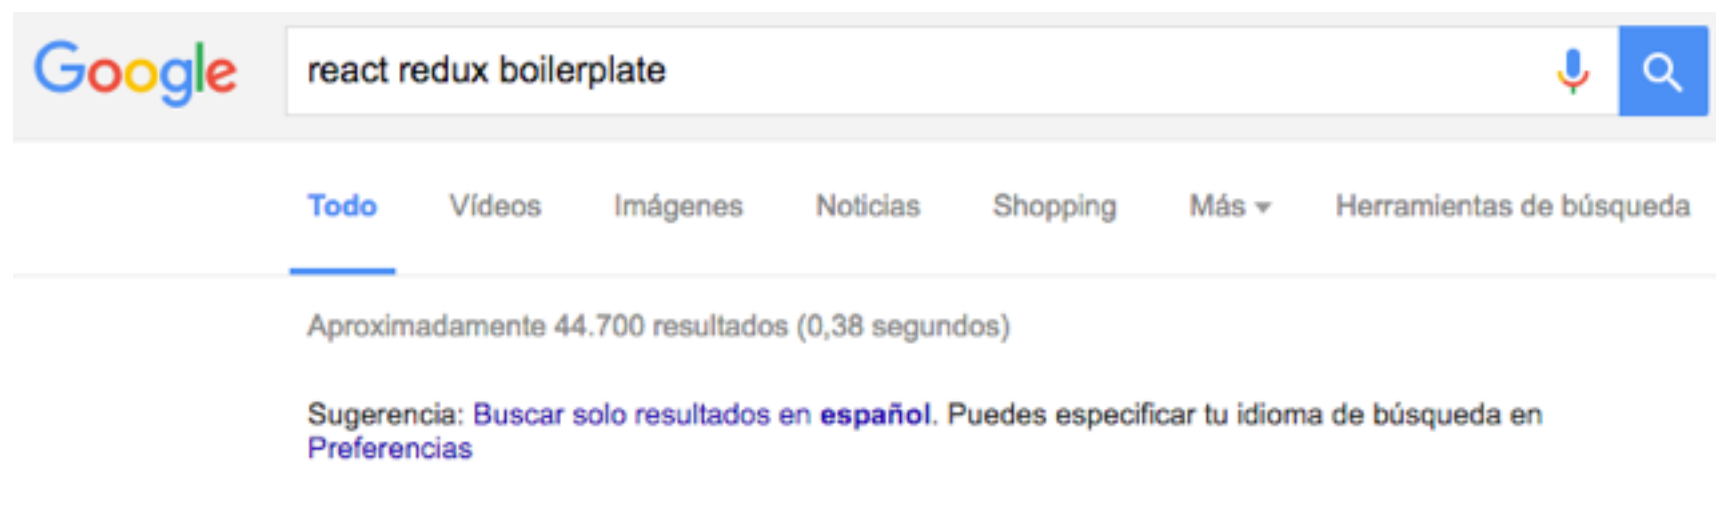 Google react redux boilerplate
Todo Vídeos Imágenes Noticias Shopping Más Herramientas de búsqueda
Aproximadamente 44.700 resultados (0,38 segundos)
Sugerencia: Buscar solo resultados en español. Puedes especificar tu idioma de búsqueda en
Preferencias